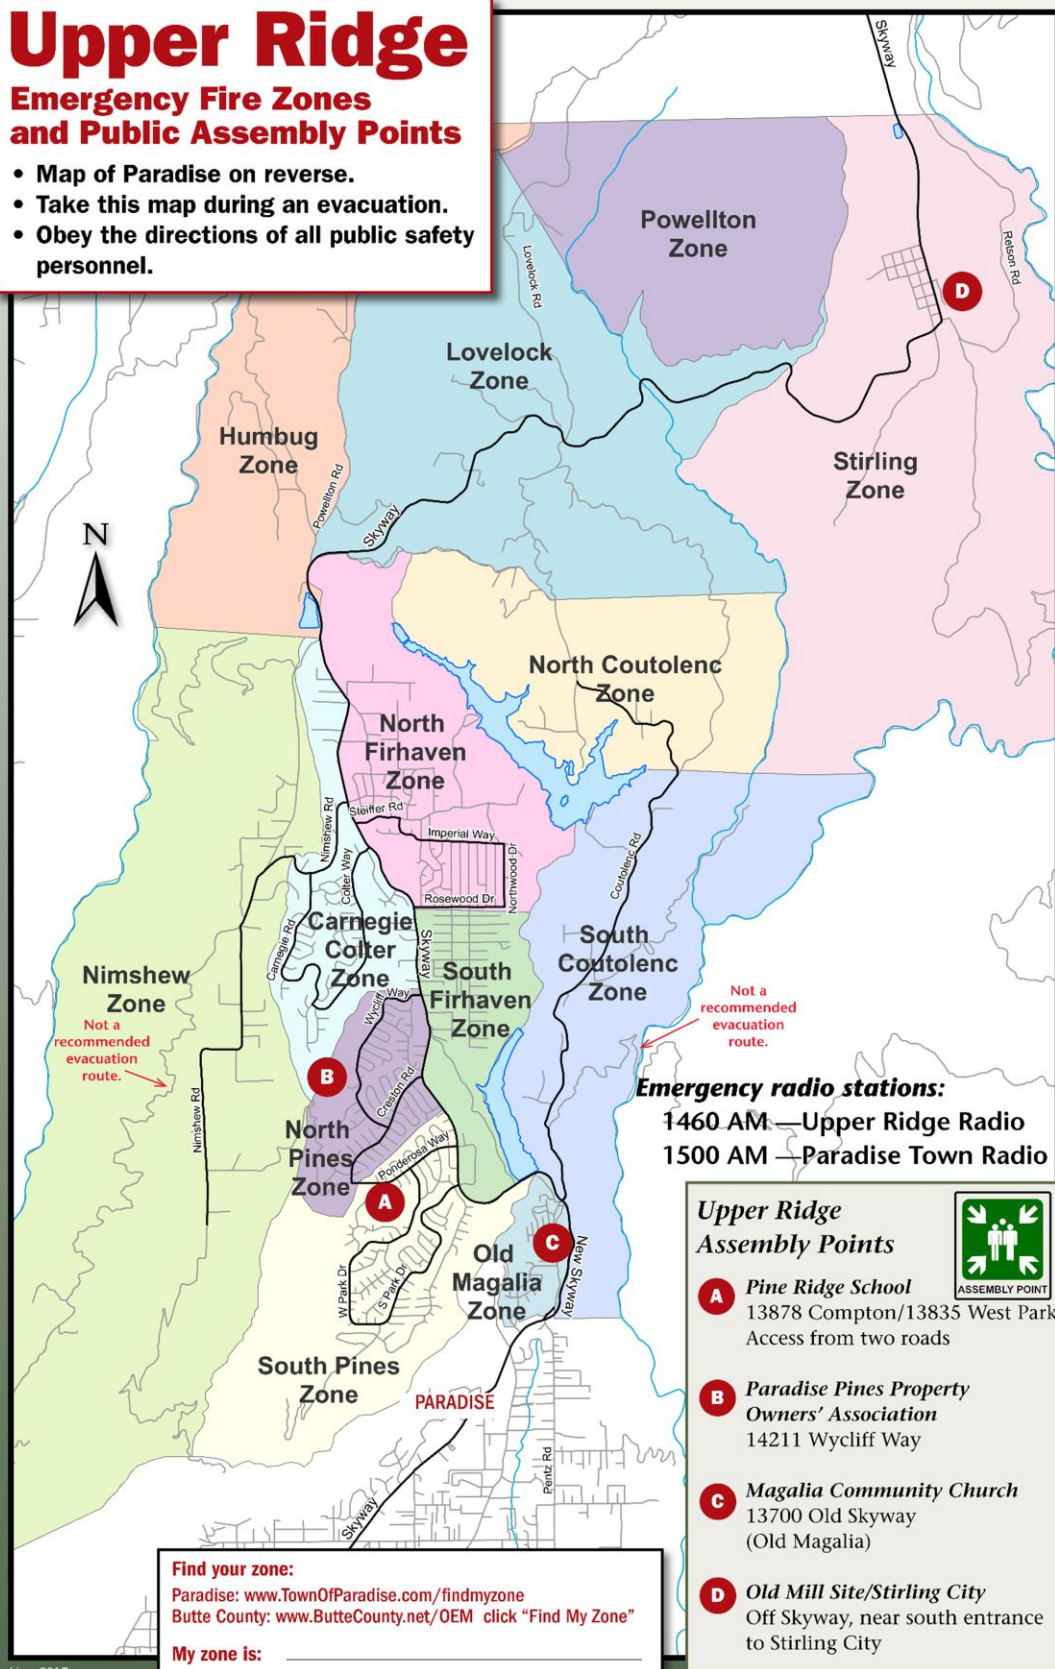 Upper Ridge
Emergency Fire Zones
and Public Assembly Points
• Map of Paradise on reverse.
• Take this map during an evacuation.
• Obey the directions of all public safety
personnel.
Skyway
Retson Rd
Powellton
Zone
D
Lovelock Rd
Lovelock
Zone
Humbug
Zone
Powellton Rd
Skyway
Stirling
Zone
N
North Coutolenc
Zone
North
Firhaven
Zone
Steiffer Rd
Imperial Way
Northwood Dr
Rosewood Dr
Nimshew Rd
Colter Way
Carnegie Rd
Carnegie
Colter
Zone
Skyway
Coutolenc Rd
South
Coutolenc
Zone
South
Firhaven
Zone
Nimshew
Zone
Not a
recommended
evacuation
route.
Not a
recommended
evacuation
route.
Wycliff Way
B
Creston Rd
North
Pines
Zone
Nimshew Rd
Ponderosa Way
A
C
New Skyway
Old
Magalia
Zone
W Park Dr
S Park Dr
South Pines
Zone
PARADISE
Pentz Rd
Skyway
Emergency radio stations:
1460 AM —Upper Ridge Radio
1500 AM —Paradise Town Radio
Upper Ridge
Assembly Points
ASSEMBLY POINT
A Pine Ridge School
13878 Compton/13835 West Park
Access from two roads
B Paradise Pines Property
Owners’ Association
14211 Wycliff Way
C Magalia Community Church
13700 Old Skyway
(Old Magalia)
D Old Mill Site/Stirling City
Off Skyway, near south entrance
to Stirling City
Find your zone:
Paradise: www.TownOfParadise.com/findmyzone
Butte County: www.ButteCounty.net/OEM click “Find My Zone”
My zone is: